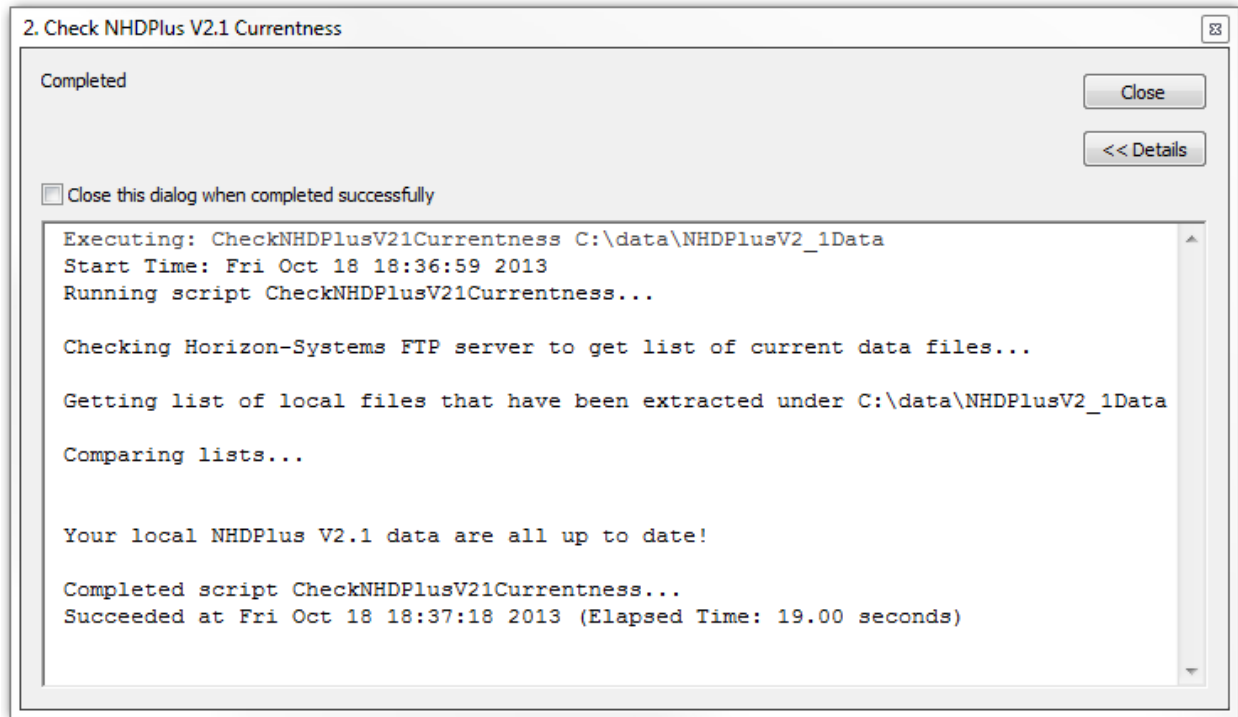 2. Check NHDPlus V2.1 Currentness
Completed
Close
<< Details
Close this dialog when completed successfully
Executing: CheckNHDPlusV21Currentness C:\data\NHDPlusV2_1Data
Start Time: Fri Oct 18 18:36:59 2013
Running script CheckNHDPlusV21Currentness...
Checking Horizon-Systems FTP server to get list of current data files...
Getting list of local files that have been extracted under C:\data\NHDPlusV2_1Data
Comparing lists...
Your local NHDPlus V2.1 data are all up to date!
Completed script CheckNHDPlusV21Currentness...
Succeeded at Fri Oct 18 18:37:18 2013 (Elapsed Time: 19.00 seconds)